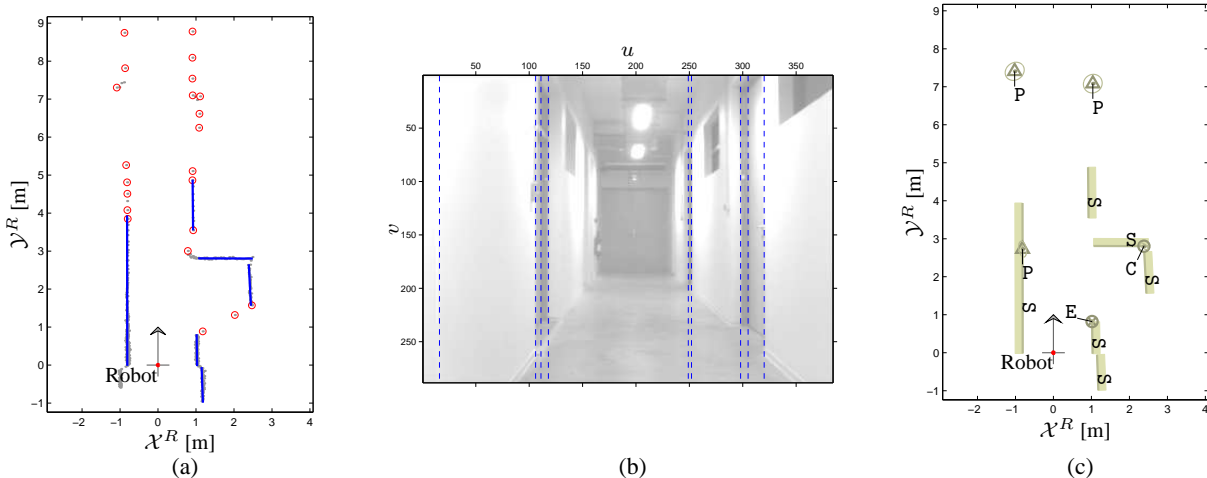 9
8
7
6
5
4
3
2
1
0
−1
−3 −2 −1 0 1 2 3 4
𝒴^R [m]
𝒳^R [m]
Robot
(a)
u
50 100 150 200 250 300 350
v
50
100
150
200
250
(b)
9
8
7
6
5
4
3
2
1
0
−1
−2 −1 0 1 2 3 4
𝒴^R [m]
𝒳^R [m]
P
P
S
S
C
P
S
S
E
S
S
Robot
(c)